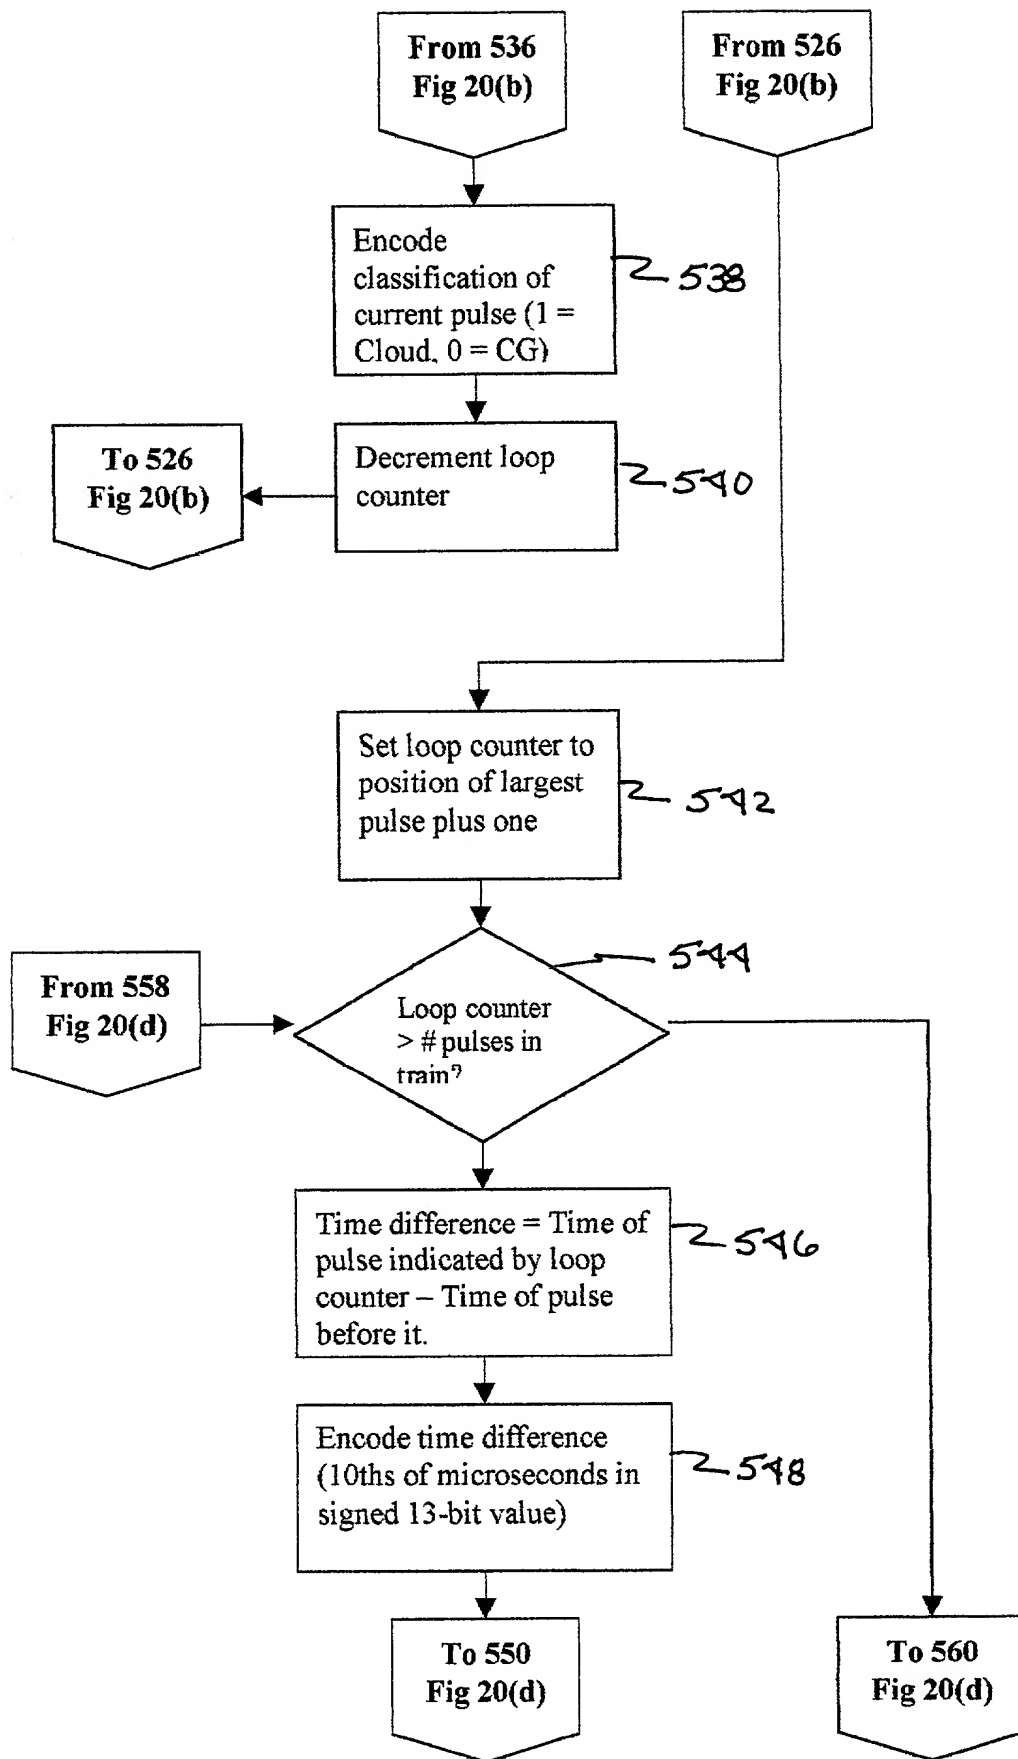 From 536
Fig 20(b)
From 526
Fig 20(b)
Encode
classification of
current pulse (1 =
Cloud, 0 = CG)
538
To 526
Fig 20(b)
Decrement loop
counter
540
Set loop counter to
position of largest
pulse plus one
542
544
From 558
Fig 20(d)
Loop counter
> # pulses in
train?
Time difference = Time of
pulse indicated by loop
counter – Time of pulse
before it.
546
Encode time difference
(10ths of microseconds in
signed 13-bit value)
548
To 550
Fig 20(d)
To 560
Fig 20(d)